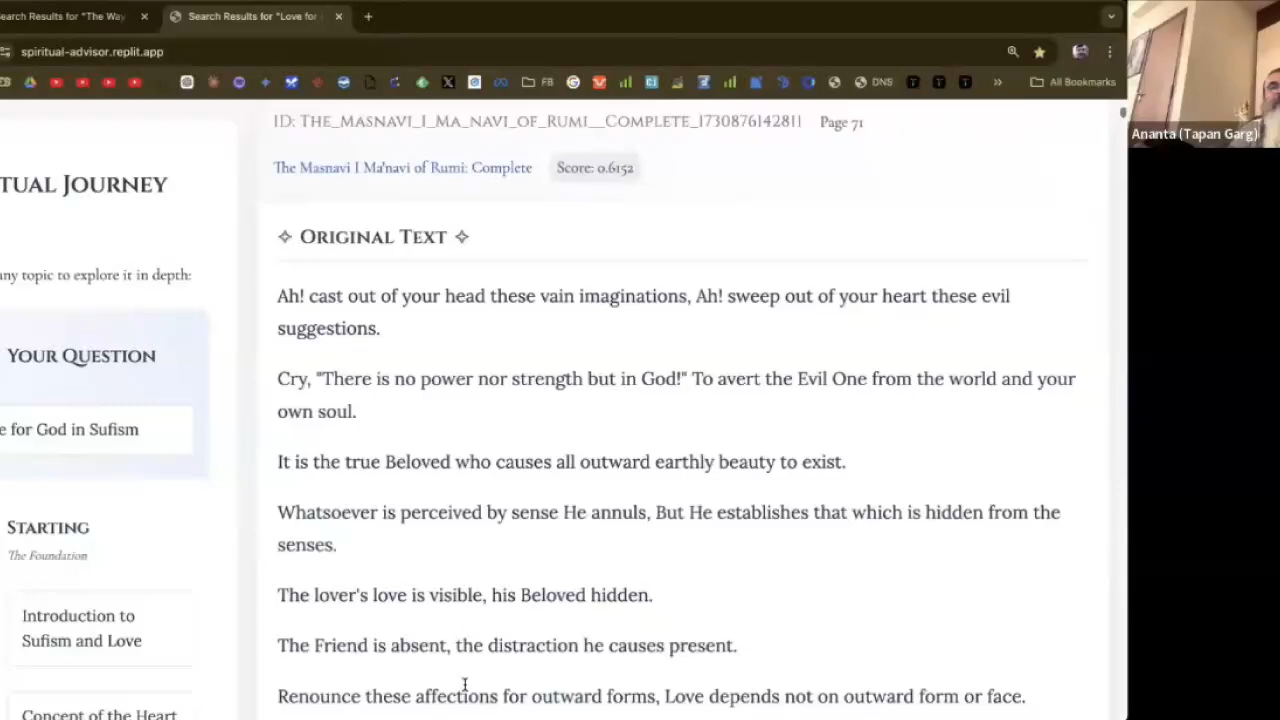 earch Results for "The Way
Search Results for "Love for
spiritual-advisor.replit.app
FB
DNS
All Bookmarks
Ananta (Tapan Garg)
ID: The_Masnavi_I_Ma_navi_of_Rumi__Complete_1730876142811 Page 71
The Masnavi I Ma'navi of Rumi: Complete Score: 0.6152
tual Journey
any topic to explore it in depth:
Your Question
e for God in Sufism
Starting
The Foundation
Introduction to
Sufism and Love
Concept of the Heart
✧ Original Text ✧
Ah! cast out of your head these vain imaginations, Ah! sweep out of your heart these evil
suggestions.
Cry, "There is no power nor strength but in God!" To avert the Evil One from the world and your
own soul.
It is the true Beloved who causes all outward earthly beauty to exist.
Whatsoever is perceived by sense He annuls, But He establishes that which is hidden from the
senses.
The lover's love is visible, his Beloved hidden.
The Friend is absent, the distraction he causes present.
Renounce these affections for outward forms, Love depends not on outward form or face.